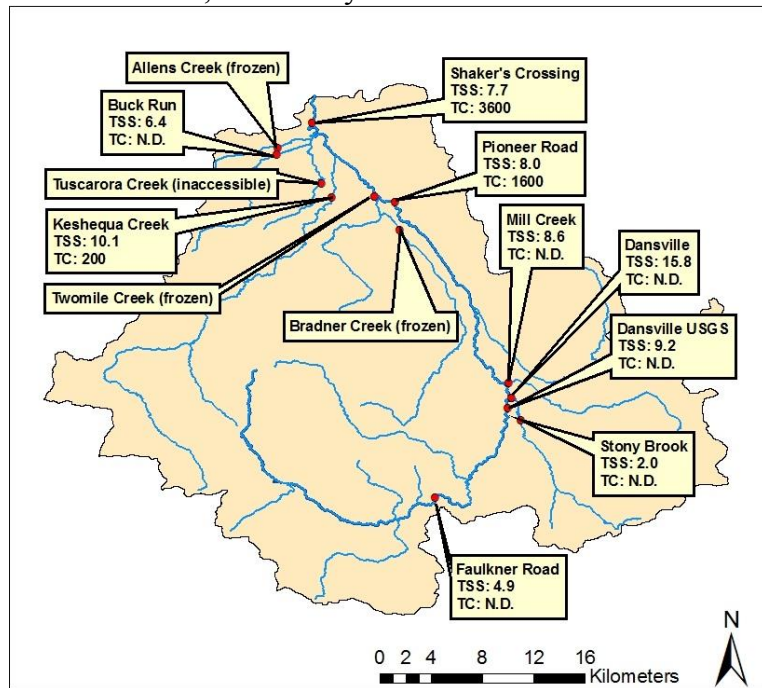 Allens Creek (frozen)
Buck Run
TSS: 6.4
TC: N.D.
Shaker's Crossing
TSS: 7.7
TC: 3600
Tuscarora Creek (inaccessible)
Pioneer Road
TSS: 8.0
TC: 1600
Keshequa Creek
TSS: 10.1
TC: 200
Mill Creek
TSS: 8.6
TC: N.D.
Dansville
TSS: 15.8
TC: N.D.
Twomile Creek (frozen)
Bradner Creek (frozen)
Dansville USGS
TSS: 9.2
TC: N.D.
Stony Brook
TSS: 2.0
TC: N.D.
Faulkner Road
TSS: 4.9
TC: N.D.
N
0 1 2 4 8 12 16
Kilometers